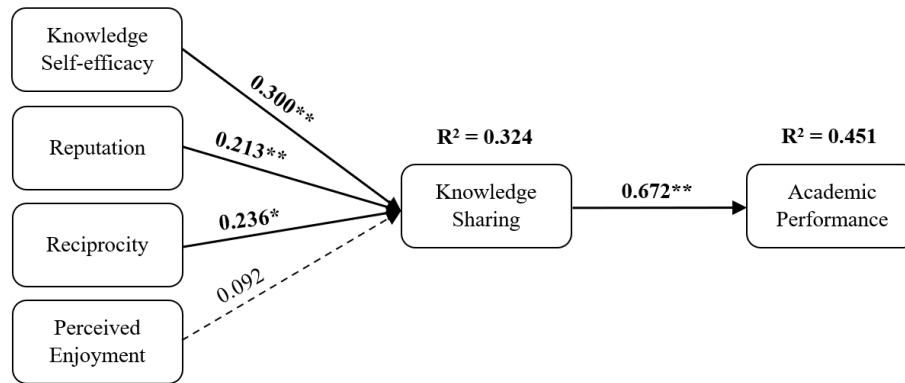 Knowledge
Self-efficacy
0.300**
Reputation
0.213**
R² = 0.324
R² = 0.451
Knowledge
Sharing
0.672**
Academic
Performance
Reciprocity
0.236*
0.092
Perceived
Enjoyment